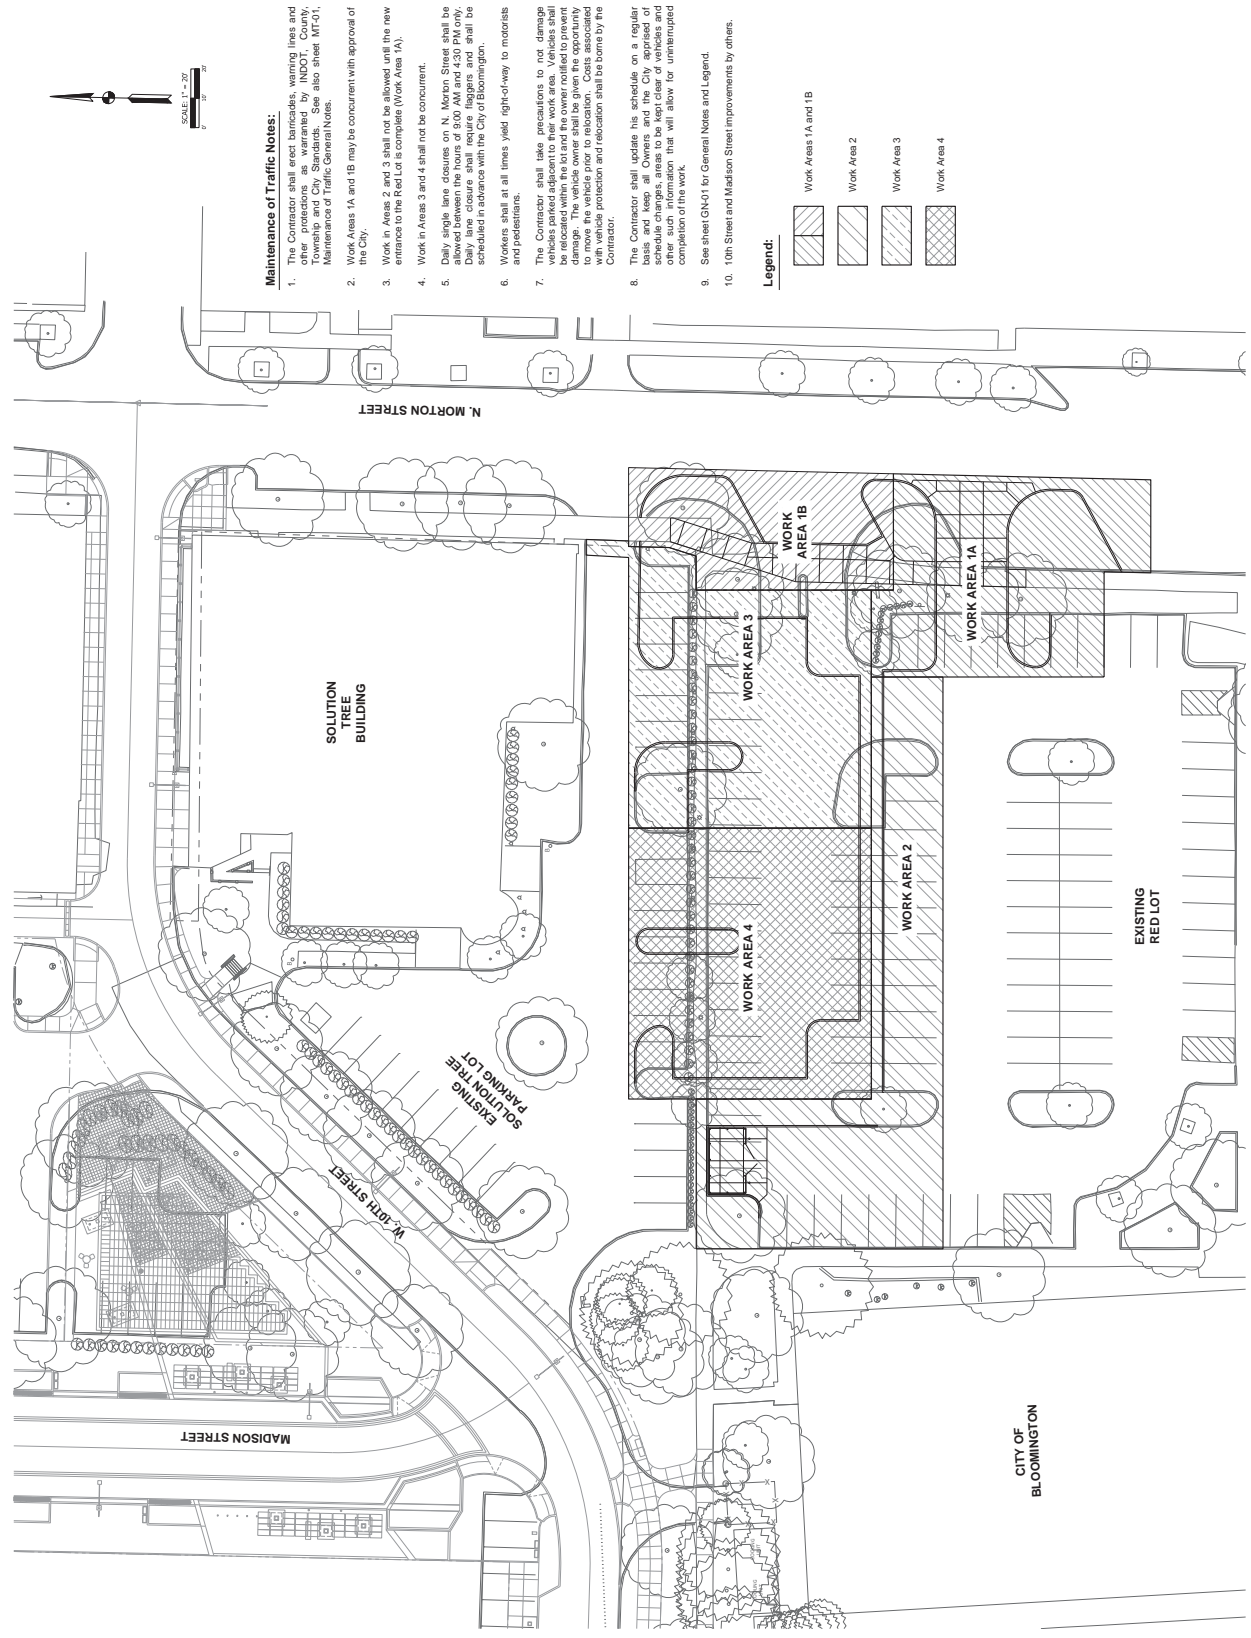 SCALE: 1" = 20'
0' 10' 20'
Maintenance of Traffic Notes:
1. The Contractor shall erect barricades, warning lines and
other protections as warranted by INDOT, County,
Township and City Standards. See also sheet MT-01,
Maintenance of Traffic General Notes.
2. Work Areas 1A and 1B may be concurrent with approval of
the City.
3. Work in Areas 2 and 3 shall not be allowed until the new
entrance to the Red Lot is complete (Work Area 1A).
4. Work in Areas 3 and 4 shall not be concurrent.
5. Daily single lane closures on N. Morton Street shall be
allowed between the hours of 9:00 AM and 4:30 PM only.
Daily lane closure shall require flaggers and shall be
scheduled in advance with the City of Bloomington.
6. Workers shall at all times yield right-of-way to motorists
and pedestrians.
7. The Contractor shall take precautions to not damage
vehicles parked adjacent to their work area. Vehicles shall
be relocated within the lot and the owner notified to prevent
damage. The vehicle owner shall be given the opportunity
to move the vehicle prior to relocation. Costs associated
with vehicle protection and relocation shall be borne by the
Contractor.
8. The Contractor shall update his schedule on a regular
basis and keep all Owners and the City apprised of
schedule changes, areas to be kept clear of vehicles and
other such information that will allow for uninterrupted
completion of the work.
9. See sheet GN-01 for General Notes and Legend.
10. 10th Street and Madison Street improvements by others.
Legend:
Work Areas 1A and 1B
Work Area 2
Work Area 3
Work Area 4
N. MORTON STREET
SOLUTION
TREE
BUILDING
WORK
AREA 1B
WORK AREA 1A
WORK AREA 3
WORK AREA 4
WORK AREA 2
EXISTING
RED LOT
EXISTING
SOLUTION TREE
PARKING LOT
W. 10TH STREET
MADISON STREET
CITY OF
BLOOMINGTON